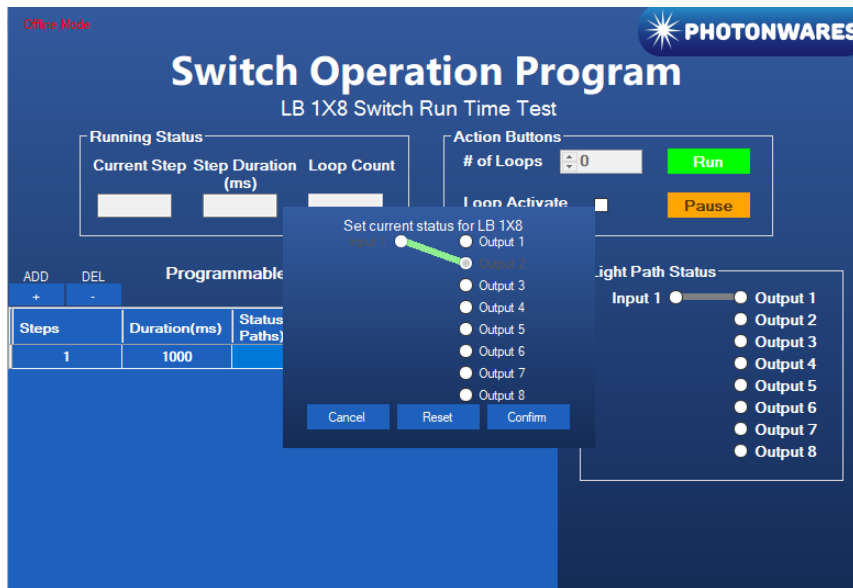 Offline Mode
PHOTONWARES
Switch Operation Program
LB 1X8 Switch Run Time Test
Running Status
Current Step
Step Duration (ms)
Loop Count
Action Buttons
# of Loops
0
Run
Loop Activate
Pause
Set current status for LB 1X8
Input 1
Output 1
Output 2
Output 3
Output 4
Output 5
Output 6
Output 7
Output 8
Cancel
Reset
Confirm
ADD
DEL
+
-
Programmable
Steps
Duration(ms)
Status
Paths)
1
1000
Light Path Status
Input 1
Output 1
Output 2
Output 3
Output 4
Output 5
Output 6
Output 7
Output 8